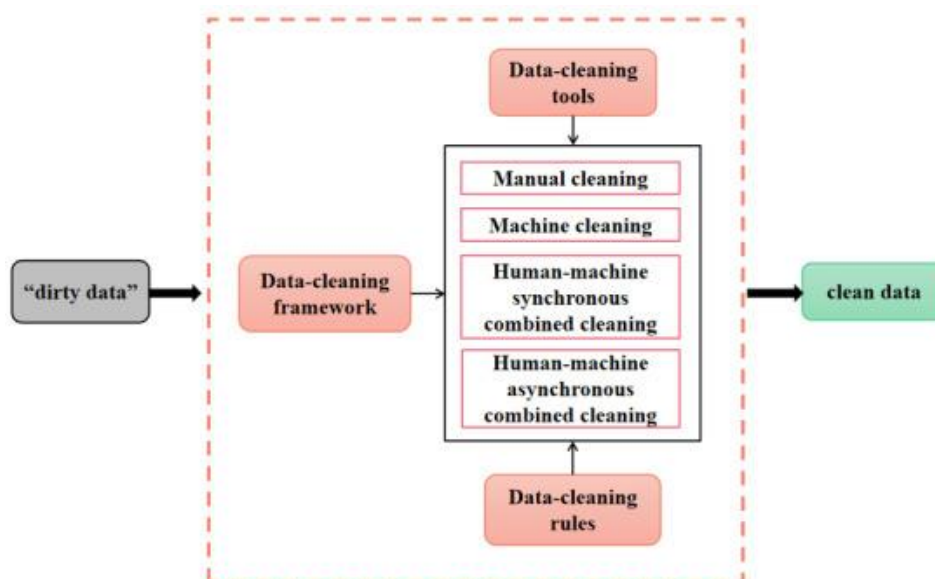 Data-cleaning
tools
Manual cleaning
Machine cleaning
“dirty data”
Data-cleaning
framework
Human-machine
synchronous
combined cleaning
clean data
Human-machine
asynchronous
combined cleaning
Data-cleaning
rules